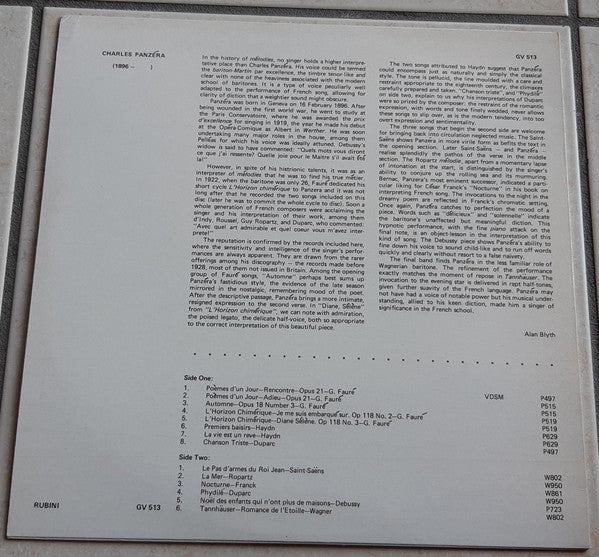 CHARLES PANZÉRA
(1896 – )
GV 513
In the history of mélodies, no singer holds a higher interpre-
tative place than Charles Panzéra. His voice could be termed
the bariton-Martin par excellence, the timbre tenor-like and
clear with none of the heaviness associated with the modern
school of baritones. It is a type of voice peculiarly well
adapted to the performance of French song, allowing for
clarity of diction that a weightier sound might obscure.
Panzéra was born in Geneva on 16 February 1896. After
being wounded in the first world war, he went to study at
the Paris Conservatoire, where he was awarded the prix
d'excellence for singing in 1919, the year he made his debut
at the Opéra-Comique as Albert in Werther. He was soon
undertaking many major roles in the house, among them
Pelléas for which his voice was ideally attuned. Debussy's
widow is said to have commented: "Quels mots vous diront
ce que j'ai ressenti? Quelle joie pour le Maître s'il avait été
là!"
However, in spite of his histrionic talents, it was as an
interpreter of mélodies that he was to find his true métier.
In 1922, when the baritone was only 26, Fauré dedicated his
short cycle L'Horizon chimérique to Panzéra and it was not
long after that he recorded the two songs included on this
disc (later he was to commit the whole cycle to disc). Soon a
whole generation of French composers were acclaiming the
singer and his interpretation of their work, among them
d'Indy, Roussel, Guy Ropartz, and Duparc, who commented:
"Avec quel art admirable et quel coeur vous m'avez inter-
preté!"
The reputation is confirmed by the records included here,
where the sensitivity and intelligence of the singer's perfor-
mances are always apparent. They are drawn from the rarer
offerings among his discography – the records made before
1928, most of them not issued in Britain. Among the opening
group of Fauré songs, "Automne" perhaps best sums up
Panzéra's fastidious style, the evidence of the late season
mirrored in the nostalgic, remembering mood of the poet.
After the descriptive passage, Panzéra brings a more intimate,
resigned expression to the second verse. In "Diane, Séléne"
from "L'Horizon chimérique", we can note with admiration,
the poised legato, the delicate half-voice, both so appropriate
to the correct interpretation of this beautiful piece.
The two songs attributed to Haydn suggest that Panzéra
could encompass just as naturally and simply the classical
style. The tone is pellucid, the line moulded with a care and
restraint appropriate to the eighteenth century, the climaxes
carefully prepared and taken. "Chanson triste" and "Phydilé"
on side two, explain to us why his interpretations of Duparc
were so prized by the composer: the restraint of the romantic
expression, with words and tone finely wedded, never allows
these songs to slip over, as is the modern tendency, into too
overt expression and sentimentality.
The three songs that begin the second side are welcome
for bringing back into circulation neglected music. The Saint-
Saëns shows Panzéra in more virile form as befits the text in
the opening section. Later Saint-Saëns – and Panzéra –
realise splendidly the pathos of the verse in the middle
section. The Ropartz mélodie, apart from a momentary lapse
of intonation at the start, is distinguished by the singer's
ability to conjure up the rolling sea and its murmuring.
Bernac, Panzéra's most eminent successor, indicated a parti-
cular liking for César Franck's "Nocturne" in his book on
interpreting French song. The invocations to the night in the
dreamy poem are reflected in Franck's chromatic setting.
Once again, Panzéra catches to perfection the mood of a
piece. Words such as "délicieux" and "solennelle" indicate
the baritone's unaffected but meaningful diction. This
hypnotic performance, with the fine piano attack on the
final note, is an object-lesson in the interpretation of this
kind of song. The Debussy piece shows Panzéra's ability to
fine down his voice to sound child-like and to run off words
quickly and clearly without resort to a false naivety.
The final band finds Panzéra in the less familiar role of
Wagnerian baritone. The refinement of the performance
exactly matches the moment of repose in Tannhäuser. The
invocation to the evening star is delivered in rapt half-tones,
given further suavity of the French language. Panzéra may
not have had a voice of notable power but his musical under-
standing, allied to his keen diction, made him a singer of
significance in the French school.
Alan Blyth
Side One:
1. Poèmes d'un Jour—Rencontre—Opus 21—G. Fauré VDSM P497
2. Poèmes d'un Jour—Adieu—Opus 21—G. Fauré P515
3. Automne—Opus 18 Number 3—G. Fauré P515
4. L'Horizon Chimérique—Je me suis embarqué sur. Op 118 No. 2—G. Fauré P519
5. L'Horizon Chimérique—Diane Séléne. Op 118 No. 3—G. Fauré P519
6. Premiers baisirs—Haydn P629
7. La vie est un reve—Haydn P629
8. Chanson Triste—Duparc P497
Side Two:
1. Le Pas d'armes du Roi Jean—Saint-Saëns W802
2. La Mer—Ropartz W950
3. Nocturne—Franck W861
4. Phydilé—Duparc W950
5. Noël des enfants qui n'ont plus de maisons—Debussy P723
6. Tannhäuser—Romance de l'Etoille—Wagner W802
RUBINI GV 513